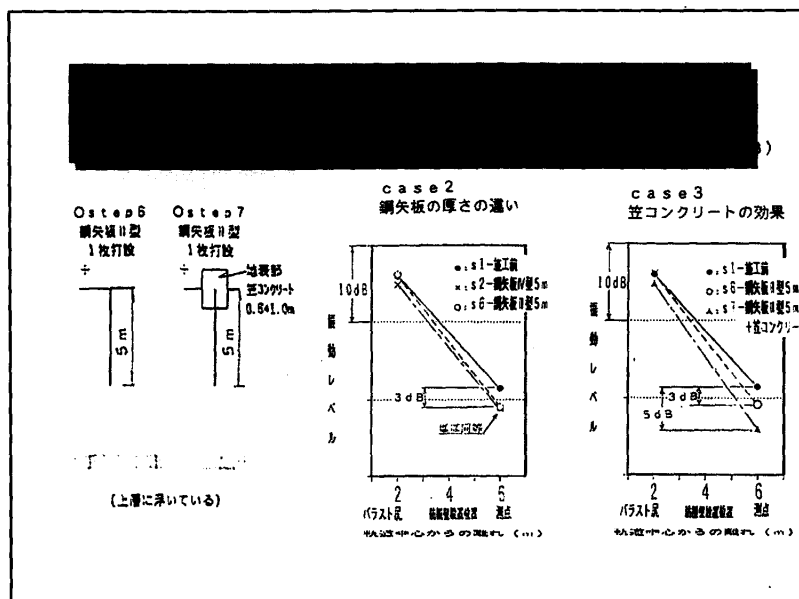 )
Ostep6
鋼矢板Ⅱ型
1枚打設
÷
5m
Ostep7
鋼矢板Ⅱ型
1枚打設
÷
地表部
笠コンクリート
0.6*1.0m
5m
(上層に浮いている)
case2
鋼矢板の厚さの違い
●:s1-施工前
×:s2-鋼矢板Ⅳ型5m
○:s6-鋼矢板Ⅱ型5m
10dB
振動レベル
3dB
ほぼ同等
2 4 6
バラスト尻 測点
軌道中心からの離れ(m)
case3
笠コンクリートの効果
●:s1-施工前
○:s6-鋼矢板Ⅱ型5m
▲:s7-鋼矢板Ⅱ型5m
+笠コンクリー
10dB
振動レベル
3dB
5dB
2 4 6
バラスト尻 測点
軌道中心からの離れ(m)